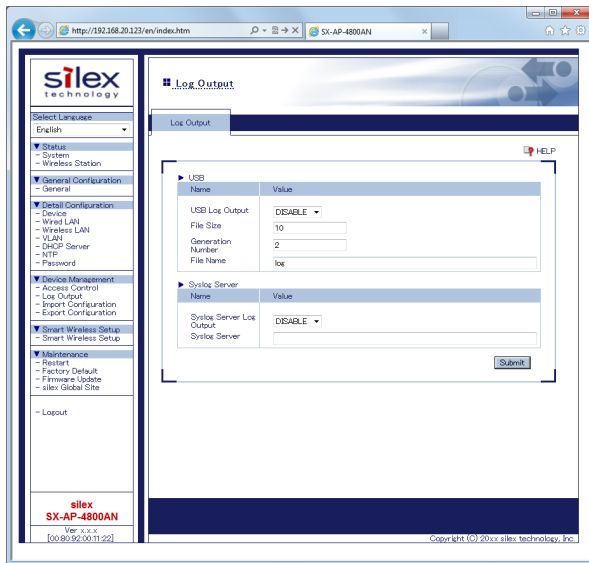 http://192.168.20.123/en/index.htm
SX-AP-4800AN
silex
technology
Select Language
English
▼ Status
- System
- Wireless Station
▼ General Configuration
- General
▼ Detail Configuration
- Device
- Wired LAN
- Wireless LAN
- VLAN
- DHCP Server
- NTP
- Password
▼ Device Management
- Access Control
- Log Output
- Import Configuration
- Export Configuration
▼ Smart Wireless Setup
- Smart Wireless Setup
▼ Maintenance
- Restart
- Factory Default
- Firmware Update
- silex Global Site
- Logout
silex
SX-AP-4800AN
Ver x.x.x
[00:80:92:00:11:22]
Log Output
Log Output
HELP
USB
Name Value
USB Log Output DISABLE
File Size 10
Generation
Number 2
File Name log
Syslog Server
Name Value
Syslog Server Log
Output DISABLE
Syslog Server
Submit
Copyright (C) 20xx silex technology, Inc.